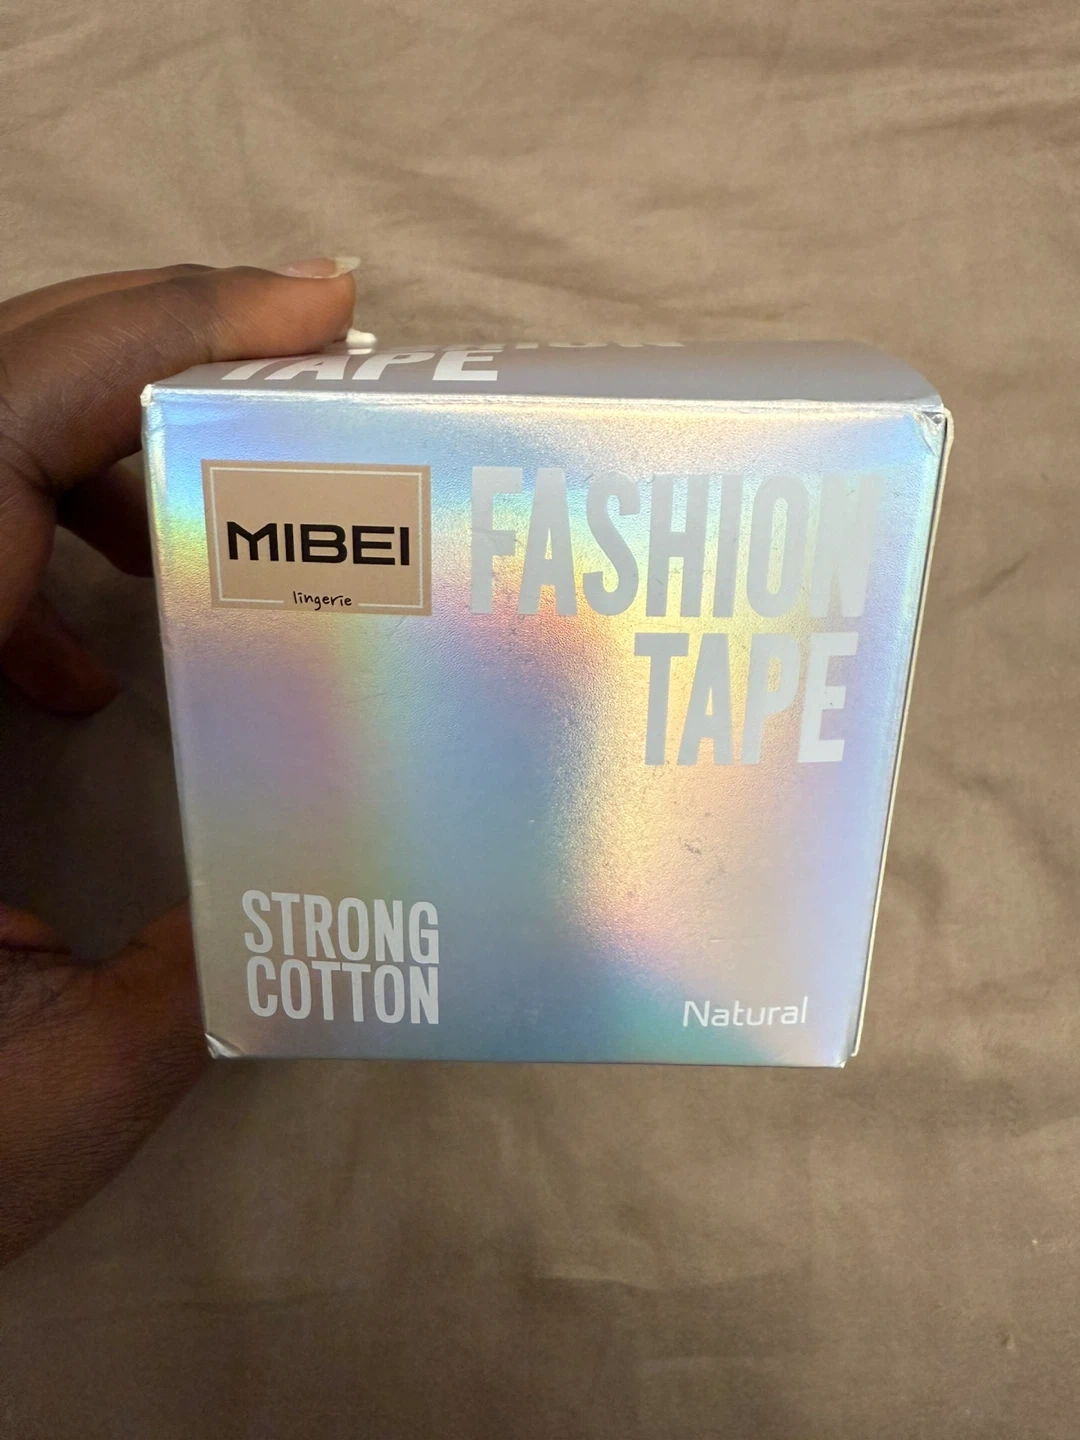 TAPE
MIBEI
lingerie
FASHION
TAPE
STRONG
COTTON
Natural